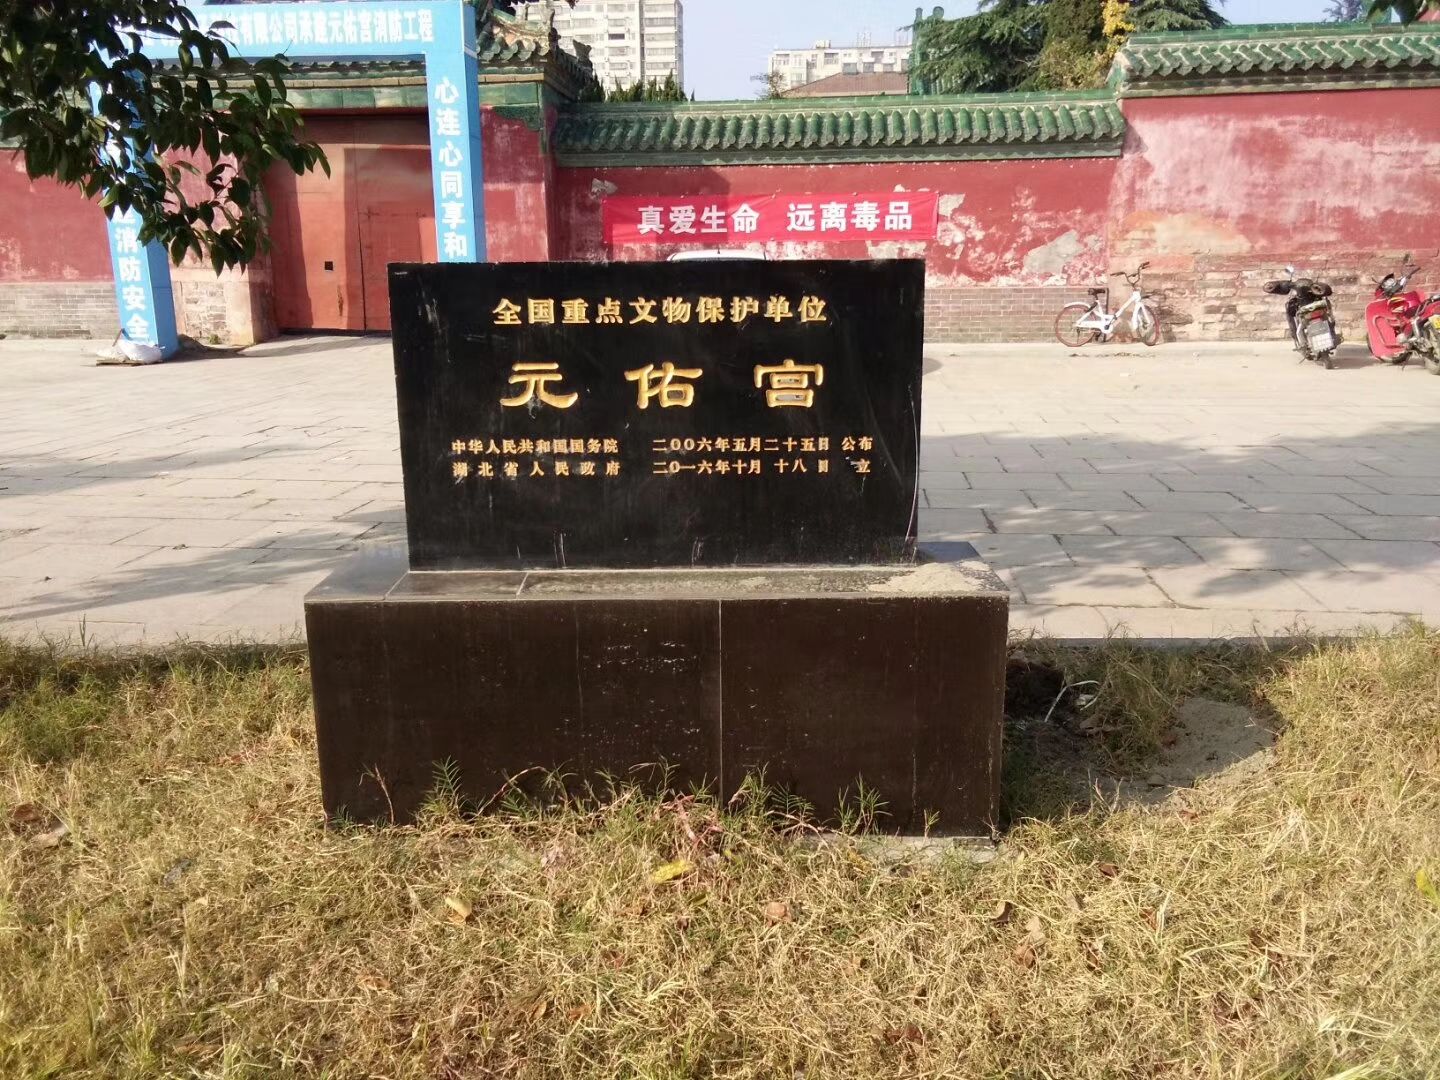 有限公司承建元佑宫消防工程
心连心同享和
消防安全
真爱生命 远离毒品
全国重点文物保护单位
元佑宫
中华人民共和国国务院 二〇〇六年五月二十五日 公布
湖北省人民政府 二〇一六年十月十八日 立